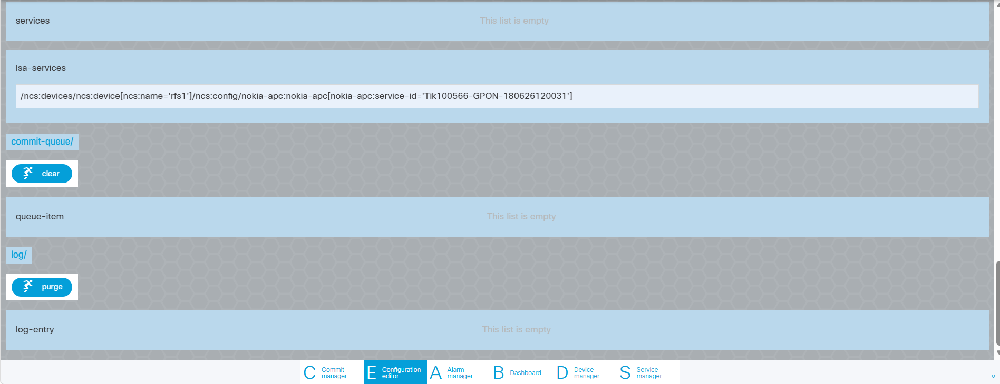 services
This list is empty
lsa-services
/ncs:devices/ncs:device[ncs:name='rfs1']/ncs:config/nokia-apc:nokia-apc[nokia-apc:service-id='Tik100566-GPON-180626120031']
commit-queue/
clear
queue-item
This list is empty
log/
purge
log-entry
This list is empty
C Commit manager
E Configuration editor
A Alarm manager
B Dashboard
D Device manager
S Service manager
v